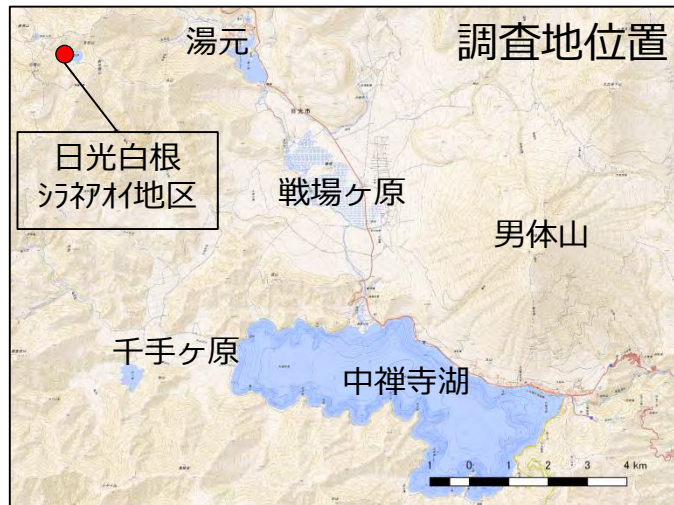 調査地位置
湯元
日光白根
ｼﾗﾈｱｵｲ地区
戦場ヶ原
男体山
千手ヶ原
中禅寺湖
1 0 1 2 3 4 km